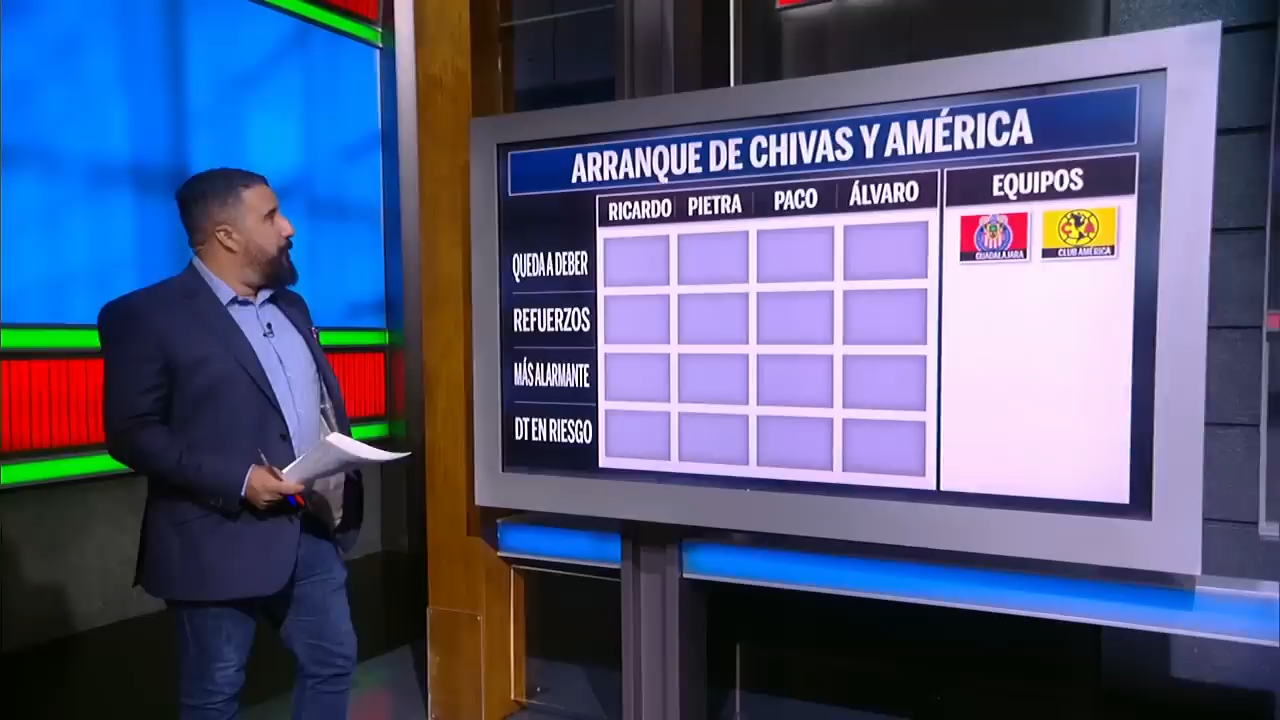 ARRANQUE DE CHIVAS Y AMÉRICA
RICARDO PIETRA PACO ÁLVARO EQUIPOS
GUADALAJARA CLUB AMÉRICA
QUEDA A DEBER
REFUERZOS
MÁS ALARMANTE
DT EN RIESGO